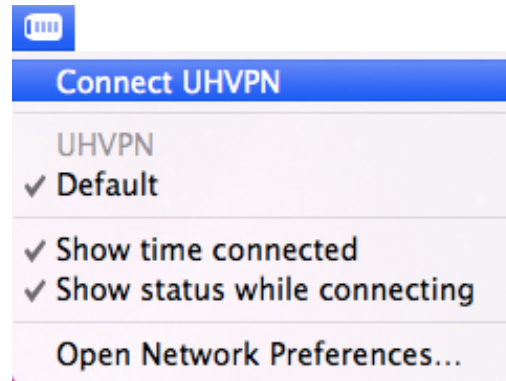 Connect UHVPN
UHVPN
Default
Show time connected
Show status while connecting
Open Network Preferences...